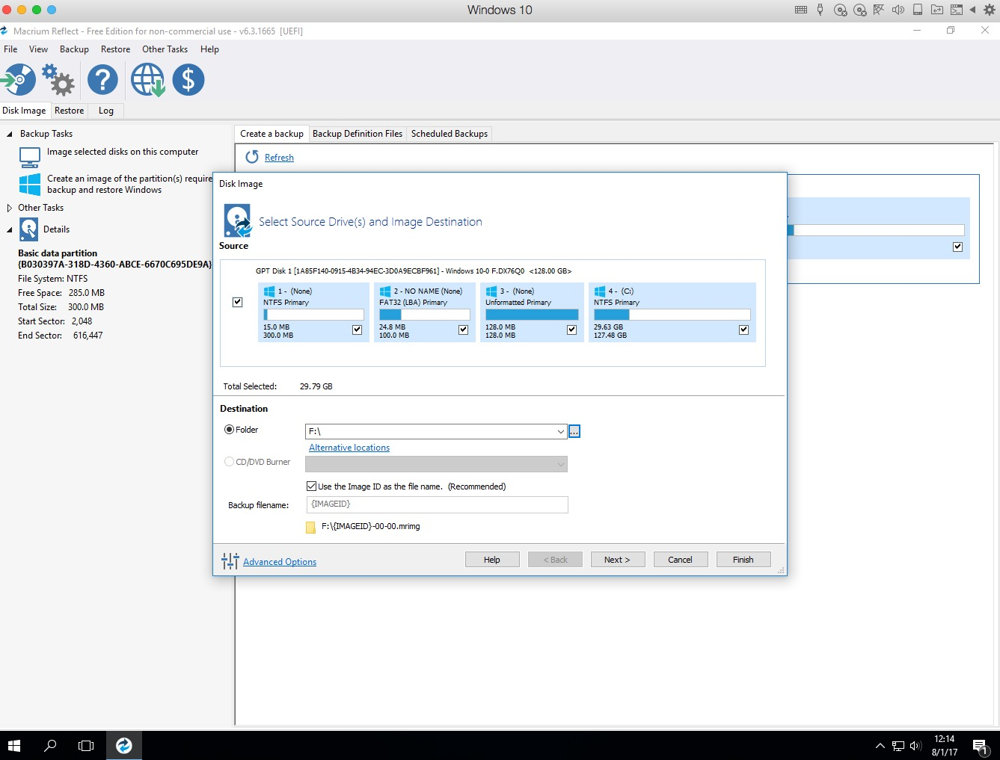 Windows 10
Macrium Reflect - Free Edition for non-commercial use - v6.3.1665 [UEFI]
File View Backup Restore Other Tasks Help
Disk Image Restore Log
Backup Tasks
Image selected disks on this computer
Create an image of the partition(s) require
backup and restore Windows
Other Tasks
Details
Basic data partition
{B030397A-318D-4360-ABCE-6670C695DE9A}
File System: NTFS
Free Space: 285.0 MB
Total Size: 300.0 MB
Start Sector: 2,048
End Sector: 616,447
Create a backup Backup Definition Files Scheduled Backups
Refresh
Disk Image
Select Source Drive(s) and Image Destination
Source
GPT Disk 1 [1A85F140-0915-4B34-94EC-3D0A9ECBF961] - Windows 10-0 F.DX76Q0 <128.00 GB>
1 - (None)
NTFS Primary
15.0 MB
300.0 MB
2 - NO NAME (None)
FAT32 (LBA) Primary
24.8 MB
100.0 MB
3 - (None)
Unformatted Primary
128.0 MB
128.0 MB
4 - (C:)
NTFS Primary
29.63 GB
127.48 GB
Total Selected: 29.79 GB
Destination
Folder F:\ ...
Alternative locations
CD/DVD Burner
Use the Image ID as the file name. (Recommended)
Backup filename: {IMAGEID}
F:\{IMAGEID}-00-00.mrimg
Advanced Options Help < Back Next > Cancel Finish
12:14
8/1/17
1